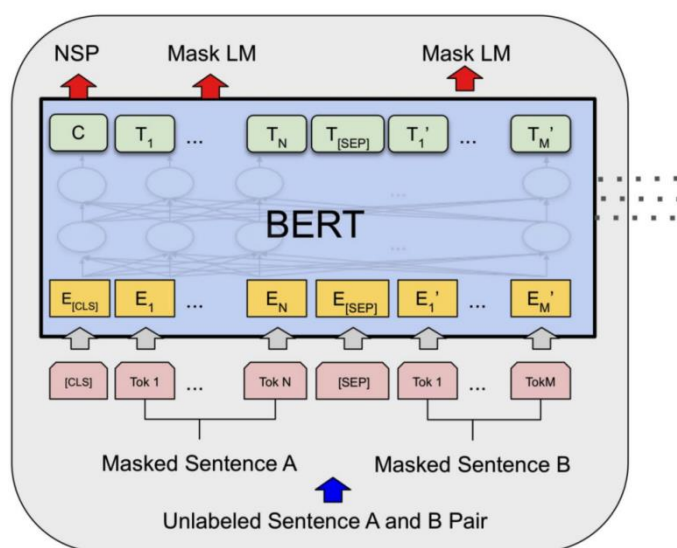 NSP Mask LM Mask LM
C T1 ... TN T[SEP] T1' ... TM'
...
BERT
...
E[CLS] E1 ... EN E[SEP] E1' ... EM'
[CLS] Tok 1 ... Tok N [SEP] Tok 1 ... TokM
Masked Sentence A Masked Sentence B
Unlabeled Sentence A and B Pair